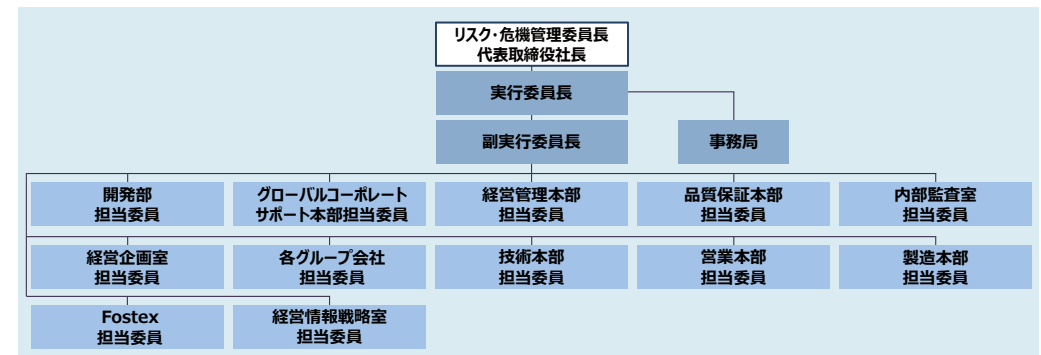 リスク・危機管理委員長
代表取締役社長
実行委員長
副実行委員長
事務局
開発部
担当委員
グローバルコーポレート
サポート本部担当委員
経営管理本部
担当委員
品質保証本部
担当委員
内部監査室
担当委員
経営企画室
担当委員
各グループ会社
担当委員
技術本部
担当委員
営業本部
担当委員
製造本部
担当委員
Fostex
担当委員
経営情報戦略室
担当委員